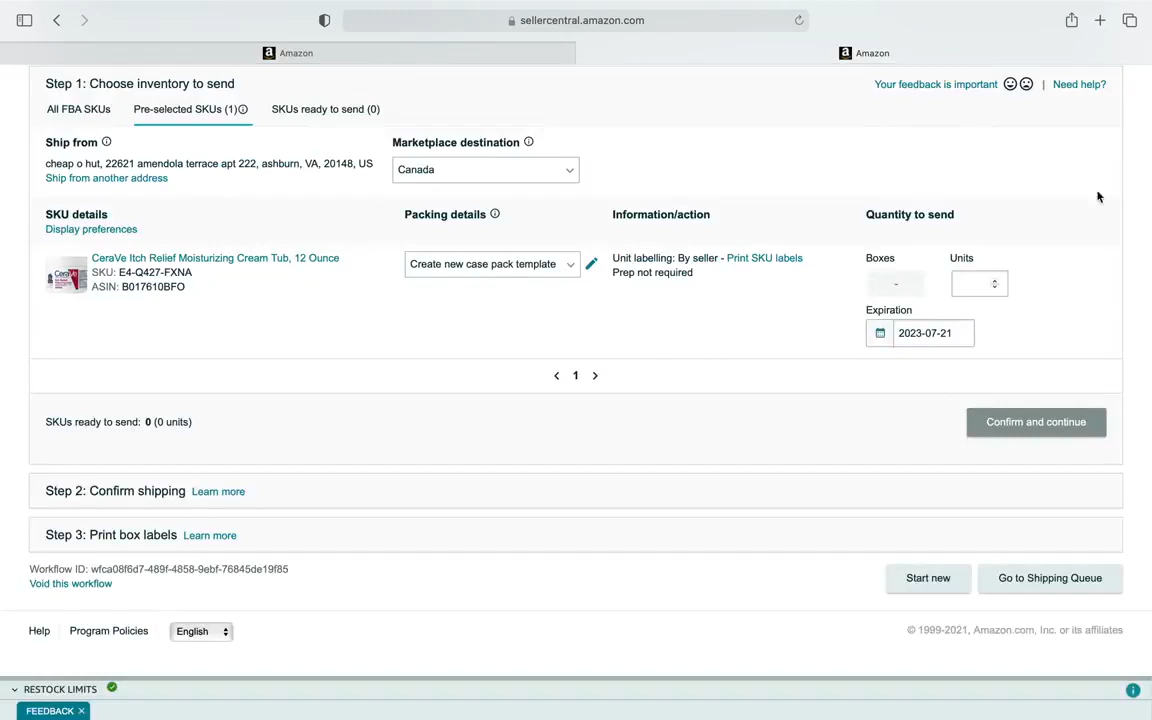 sellercentral.amazon.com
Amazon
Amazon
Step 1: Choose inventory to send
Your feedback is important | Need help?
All FBA SKUs Pre-selected SKUs (1) SKUs ready to send (0)
Ship from
Marketplace destination
cheap o hut, 22621 amendola terrace apt 222, ashburn, VA, 20148, US
Canada
Ship from another address
SKU details Packing details Information/action Quantity to send
Display preferences
CeraVe Itch Relief Moisturizing Cream Tub, 12 Ounce
SKU: E4-Q427-FXNA
ASIN: B017610BFO
CeraVe
Create new case pack template
Unit labelling: By seller - Print SKU labels
Prep not required
Boxes Units
-
Expiration
2023-07-21
1
SKUs ready to send: 0 (0 units)
Confirm and continue
Step 2: Confirm shipping Learn more
Step 3: Print box labels Learn more
Workflow ID: wfca08f6d7-489f-4858-9ebf-76845de19f85
Void this workflow
Start new
Go to Shipping Queue
Help Program Policies English
© 1999-2021, Amazon.com, Inc. or its affiliates
RESTOCK LIMITS
FEEDBACK ×